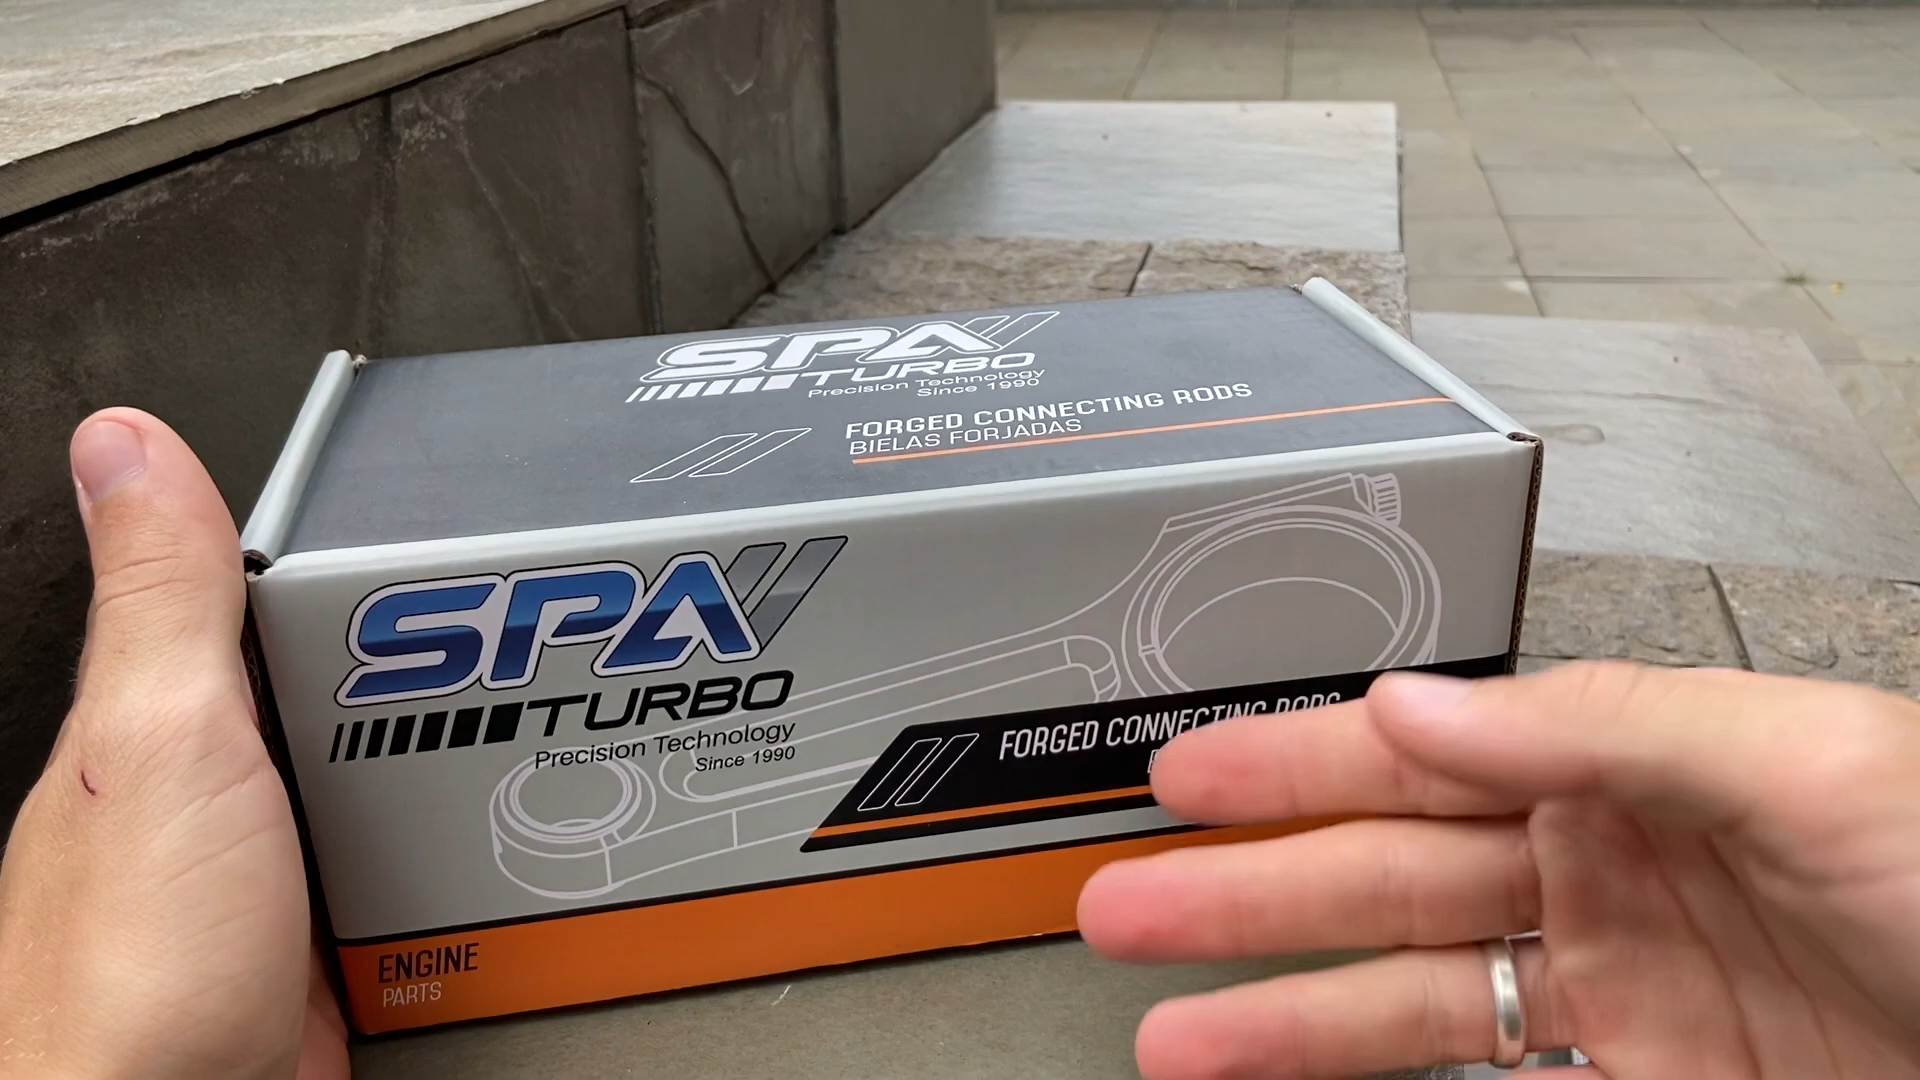 SPA
TURBO
Precision Technology
Since 1990
FORGED CONNECTING RODS
BIELAS FORJADAS
SPA
TURBO
Precision Technology
Since 1990
FORGED CONNECTING RODS
ENGINE
PARTS